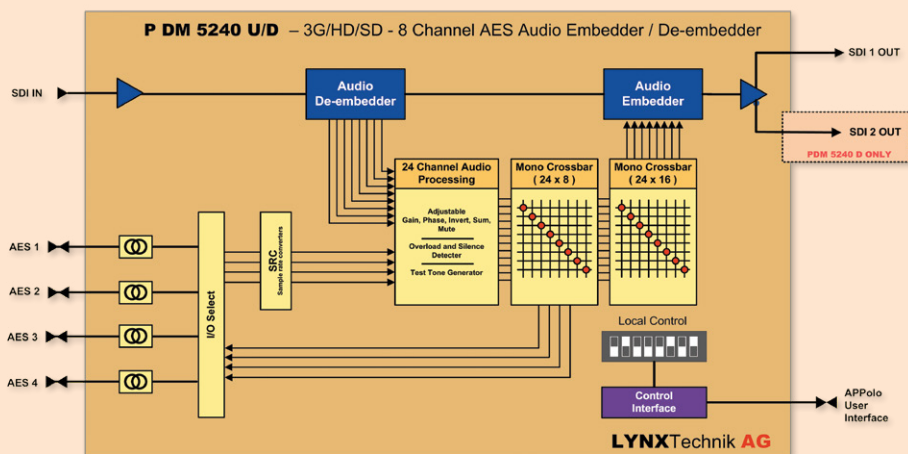 P DM 5240 U/D – 3G/HD/SD - 8 Channel AES Audio Embedder / De-embedder
SDI IN
Audio
De-embedder
Audio
Embedder
SDI 1 OUT
SDI 2 OUT
PDM 5240 D ONLY
24 Channel Audio
Processing
Adjustable
Gain, Phase, Invert, Sum,
Mute
Overload and Silence
Detecter
Test Tone Generator
Mono Crossbar
( 24 x 8 )
Mono Crossbar
( 24 x 16 )
AES 1
AES 2
AES 3
AES 4
I/O Select
SRC
Sample rate converters
Local Control
Control
Interface
APPolo
User
Interface
LYNXTechnik AG